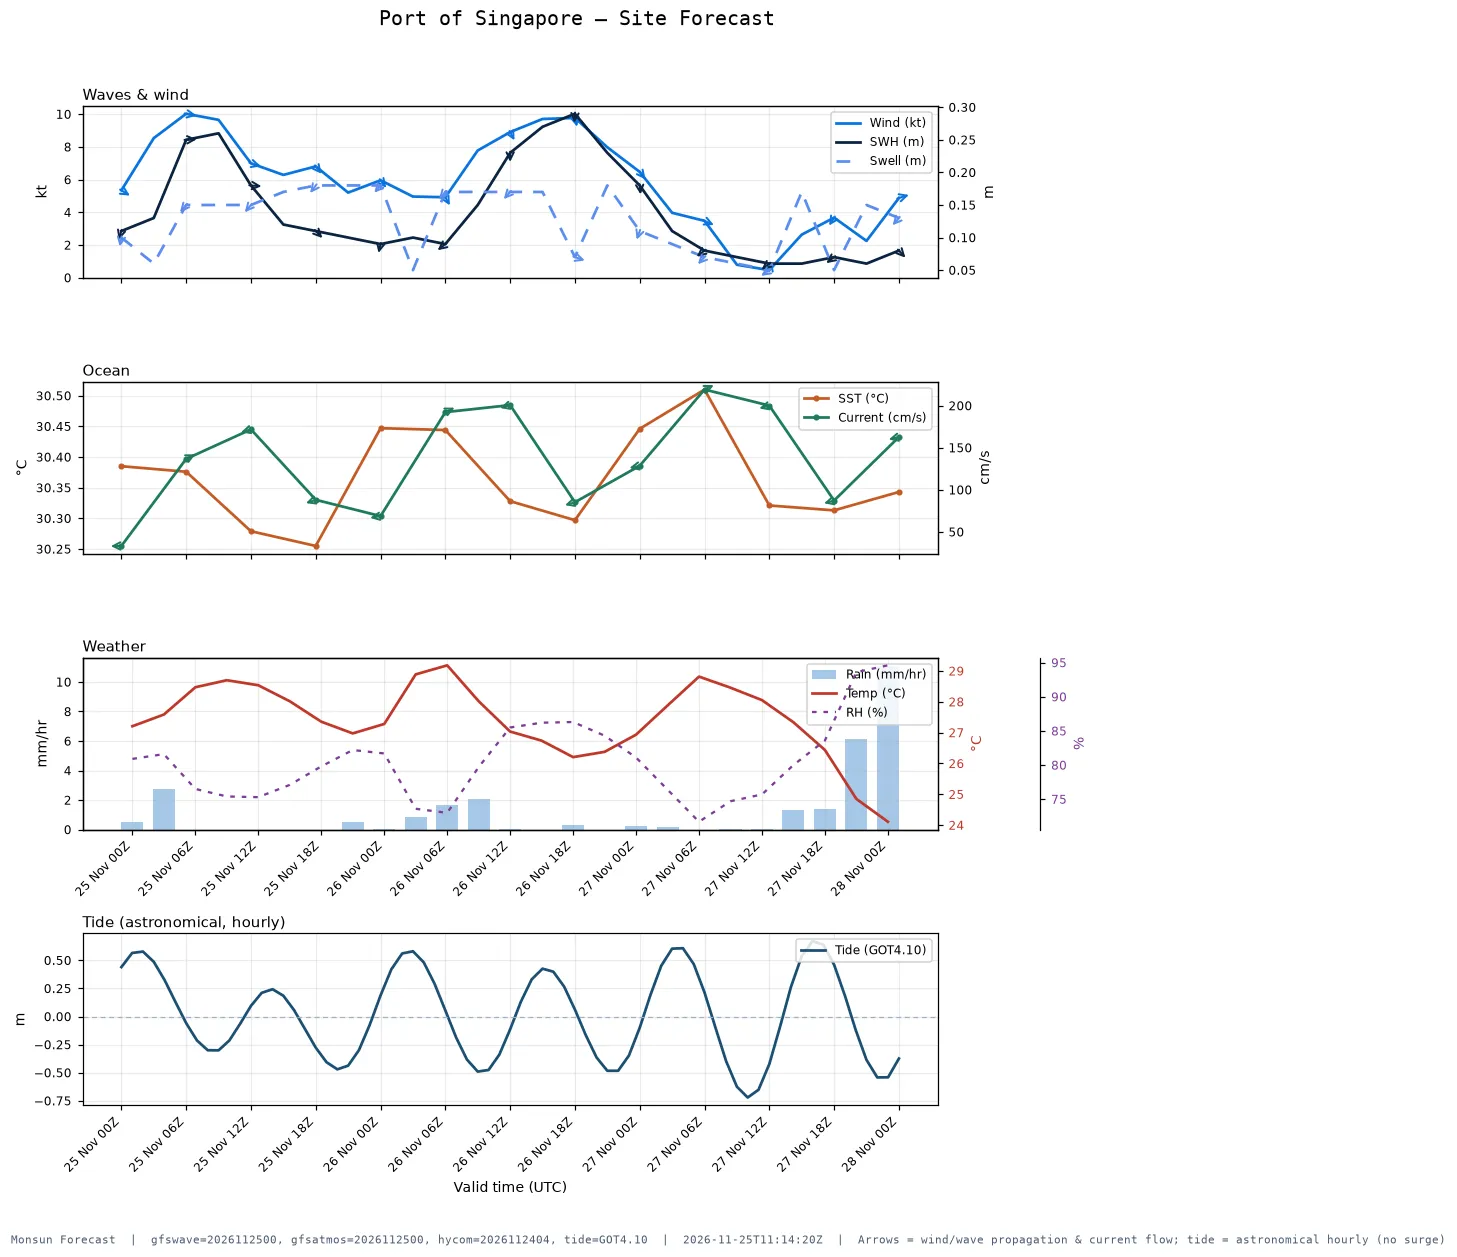 Port of Singapore — Site Forecast
Waves & wind
10
8
6
4
2
0
kt
Wind (kt)
SWH (m)
Swell (m)
0.30
0.25
0.20
0.15
0.10
0.05
m
Ocean
30.50
30.45
30.40
30.35
30.30
30.25
°C
SST (°C)
Current (cm/s)
200
150
100
50
cm/s
Weather
10
8
6
4
2
0
mm/hr
Rain (mm/hr)
Temp (°C)
RH (%)
29
28
27
26
25
24
°C
95
90
85
80
75
%
25 Nov 00Z
25 Nov 06Z
25 Nov 12Z
25 Nov 18Z
26 Nov 00Z
26 Nov 06Z
26 Nov 12Z
26 Nov 18Z
27 Nov 00Z
27 Nov 06Z
27 Nov 12Z
27 Nov 18Z
28 Nov 00Z
Tide (astronomical, hourly)
0.50
0.25
0.00
−0.25
−0.50
−0.75
m
Tide (GOT4.10)
25 Nov 00Z
25 Nov 06Z
25 Nov 12Z
25 Nov 18Z
26 Nov 00Z
26 Nov 06Z
26 Nov 12Z
26 Nov 18Z
27 Nov 00Z
27 Nov 06Z
27 Nov 12Z
27 Nov 18Z
28 Nov 00Z
Valid time (UTC)
Monsun Forecast | gfswave=2026112500, gfsatmos=2026112500, hycom=2026112404, tide=GOT4.10 | 2026-11-25T11:14:20Z | Arrows = wind/wave propagation & current flow; tide = astronomical hourly (no surge)